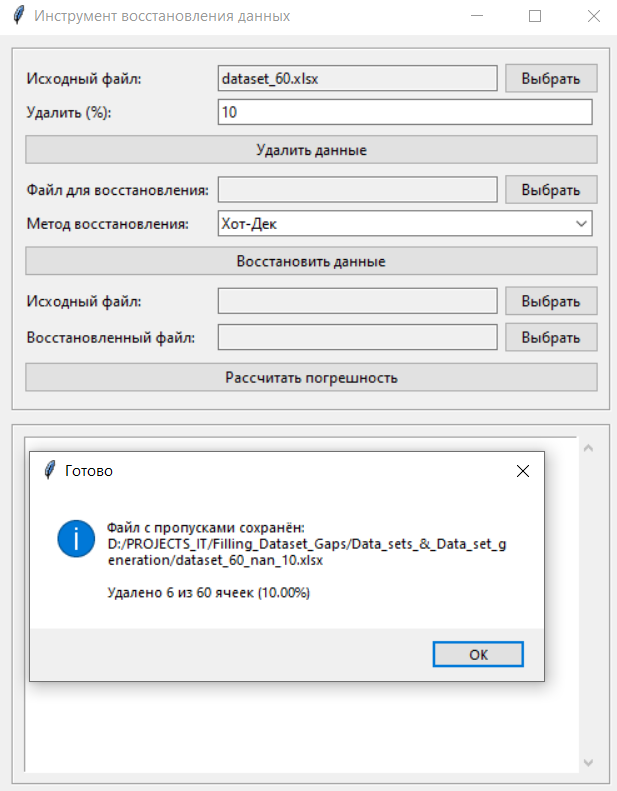 Инструмент восстановления данных
Исходный файл: dataset_60.xlsx Выбрать
Удалить (%): 10
Удалить данные
Файл для восстановления: Выбрать
Метод восстановления: Хот-Дек
Восстановить данные
Исходный файл: Выбрать
Восстановленный файл: Выбрать
Рассчитать погрешность
Готово
Файл с пропусками сохранён:
D:/PROJECTS_IT/Filling_Dataset_Gaps/Data_sets_&_Data_set_g
eneration/dataset_60_nan_10.xlsx
Удалено 6 из 60 ячеек (10.00%)
OK